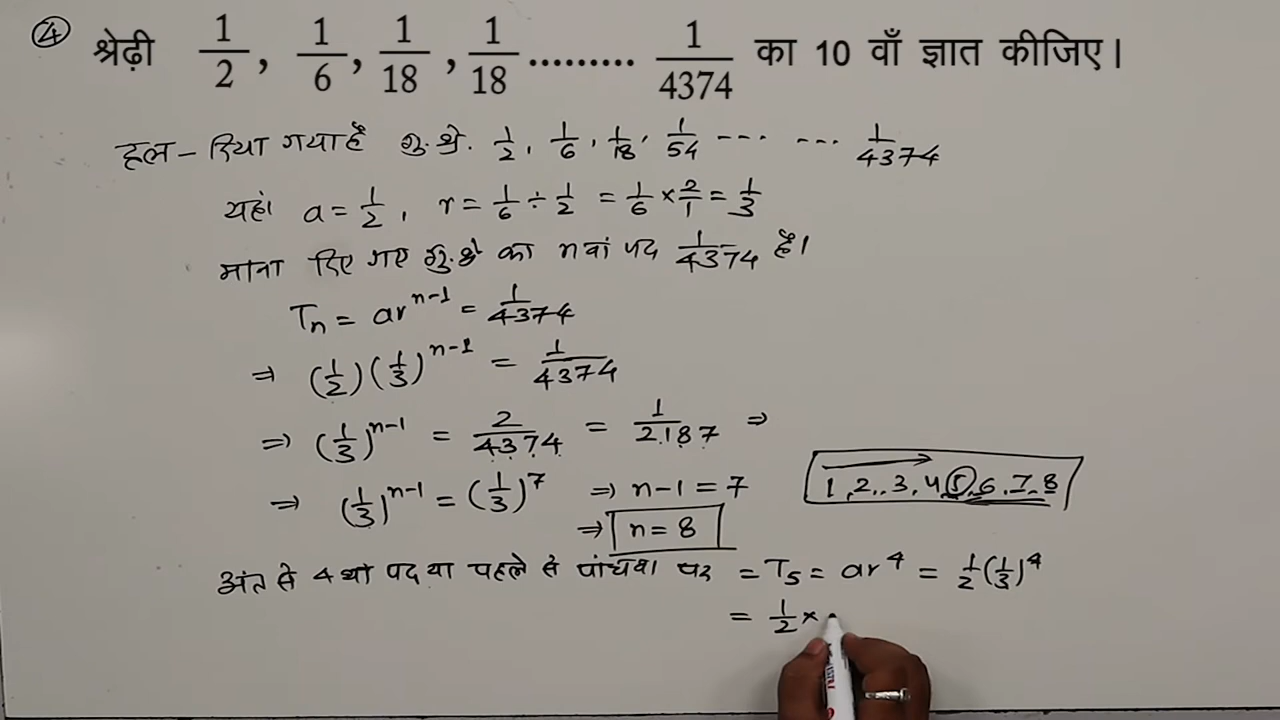 ④ श्रेढ़ी 1/2, 1/6, 1/18, 1/18 ......... 1/4374 का 10 वाँ ज्ञात कीजिए।
हल - दिया गया है गु.श्रे. 1/2, 1/6, 1/18, 1/54 --- --- 1/4374
यहां a = 1/2, r = 1/6 ÷ 1/2 = 1/6 × 2/1 = 1/3
माना दिए गए गु.श्रे का n वां पद 1/4374 है।
Tn = ar^(n-1) = 1/4374
⇒ (1/2)(1/3)^(n-1) = 1/4374
⇒ (1/3)^(n-1) = 2/4374 = 1/2187 ⇒
⇒ (1/3)^(n-1) = (1/3)^7 ⇒ n-1 = 7
1, 2, 3, 4, 5, 6, 7, 8
⇒ n = 8
अंत से 4 था पद या पहले से पांचवा पद = T5 = ar^4 = 1/2 (1/3)^4
= 1/2 ×